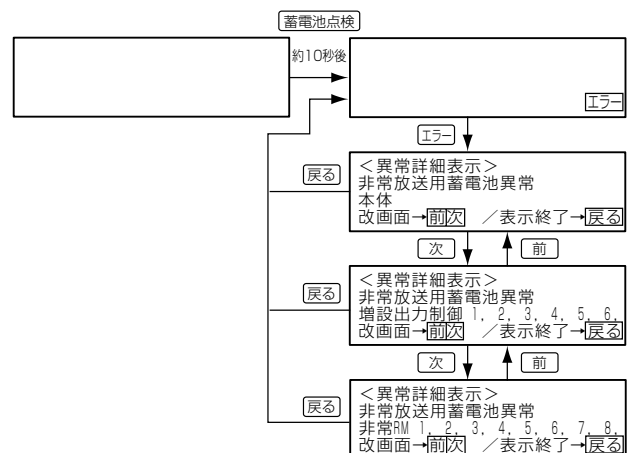 蓄電池点検
約10秒後
エラー
エラー
戻る
<異常詳細表示>
非常放送用蓄電池異常
本体
改画面→前次 /表示終了→戻る
次
前
戻る
<異常詳細表示>
非常放送用蓄電池異常
増設出力制御 1, 2, 3, 4, 5, 6,
改画面→前次 /表示終了→戻る
次
前
戻る
<異常詳細表示>
非常放送用蓄電池異常
非常RM 1, 2, 3, 4, 5, 6, 7, 8,
改画面→前次 /表示終了→戻る